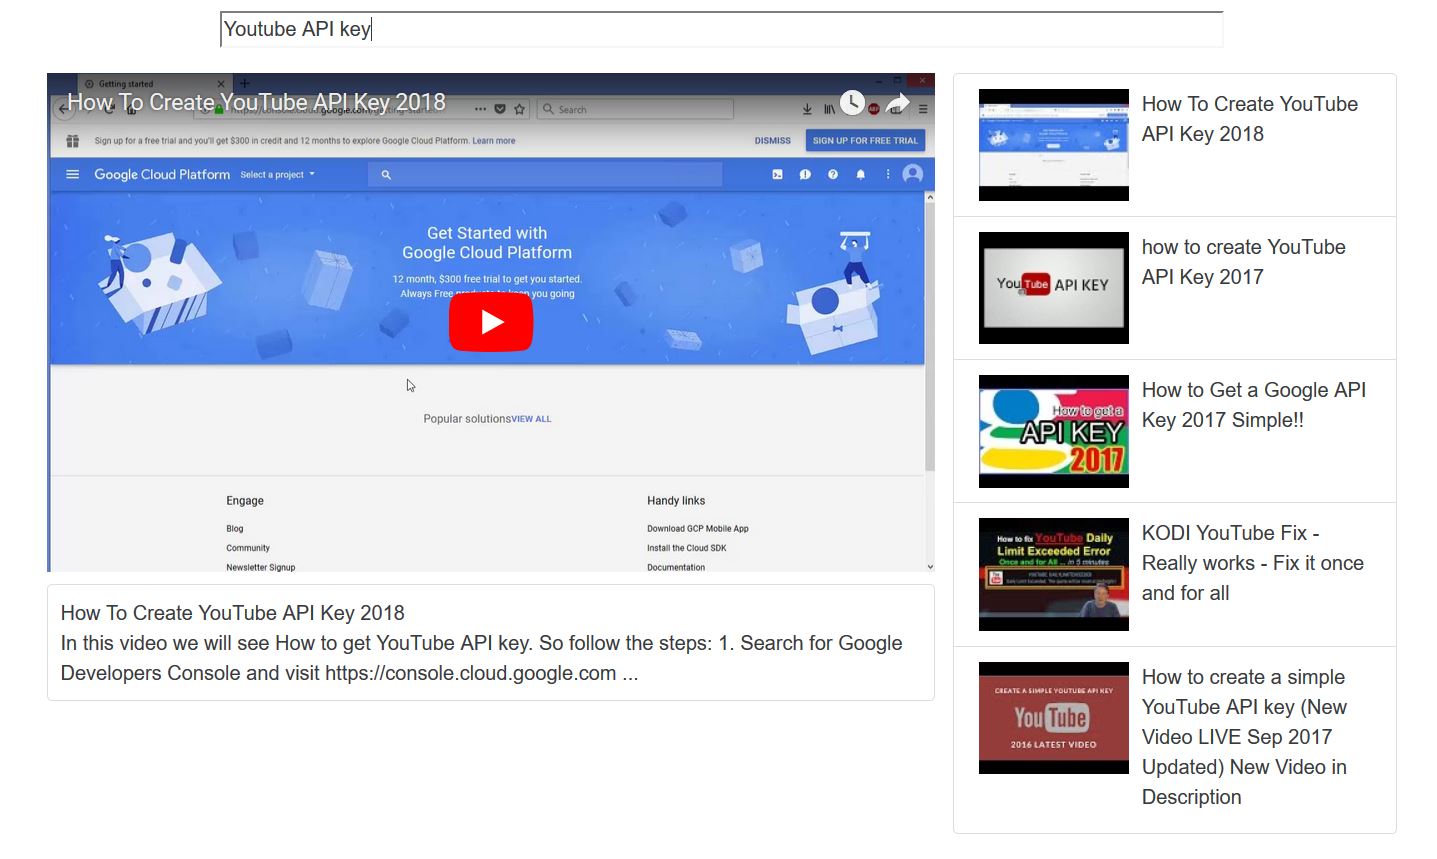 Youtube API key
Getting started
How To Create YouTube API Key 2018
Search
Sign up for a free trial and you'll get $300 in credit and 12 months to explore Google Cloud Platform. Learn more
DISMISS
SIGN UP FOR FREE TRIAL
Google Cloud Platform
Select a project
Get Started with
Google Cloud Platform
12 month, $300 free trial to get you started.
Always Free products to keep you going
Popular solutions VIEW ALL
Engage
Blog
Community
Newsletter Signup
Handy links
Download GCP Mobile App
Install the Cloud SDK
Documentation
How To Create YouTube API Key 2018
In this video we will see How to get YouTube API key. So follow the steps: 1. Search for Google
Developers Console and visit https://console.cloud.google.com ...
How To Create YouTube
API Key 2018
YouTube API KEY
how to create YouTube
API Key 2017
How to get a
API KEY
2017
How to Get a Google API
Key 2017 Simple!!
How to fix YouTube Daily
Limit Exceeded Error
Once and for All ... in 5 minutes
KODI YouTube Fix -
Really works - Fix it once
and for all
CREATE A SIMPLE YOUTUBE API KEY
YouTube
2016 LATEST VIDEO
How to create a simple
YouTube API key (New
Video LIVE Sep 2017
Updated) New Video in
Description